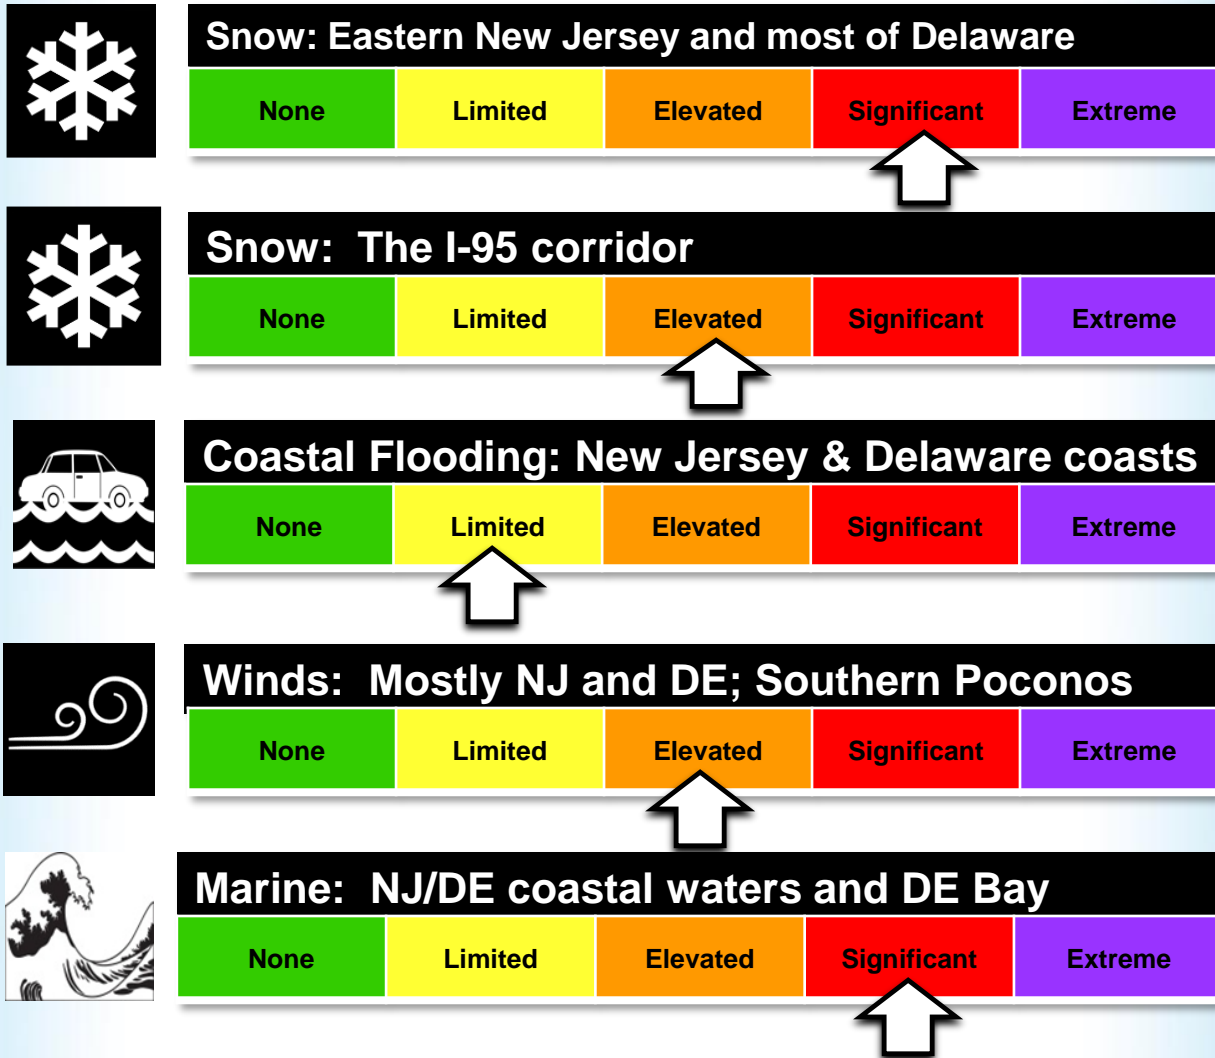 Snow: Eastern New Jersey and most of Delaware
None Limited Elevated Significant Extreme
Snow: The I-95 corridor
None Limited Elevated Significant Extreme
Coastal Flooding: New Jersey & Delaware coasts
None Limited Elevated Significant Extreme
Winds: Mostly NJ and DE; Southern Poconos
None Limited Elevated Significant Extreme
Marine: NJ/DE coastal waters and DE Bay
None Limited Elevated Significant Extreme